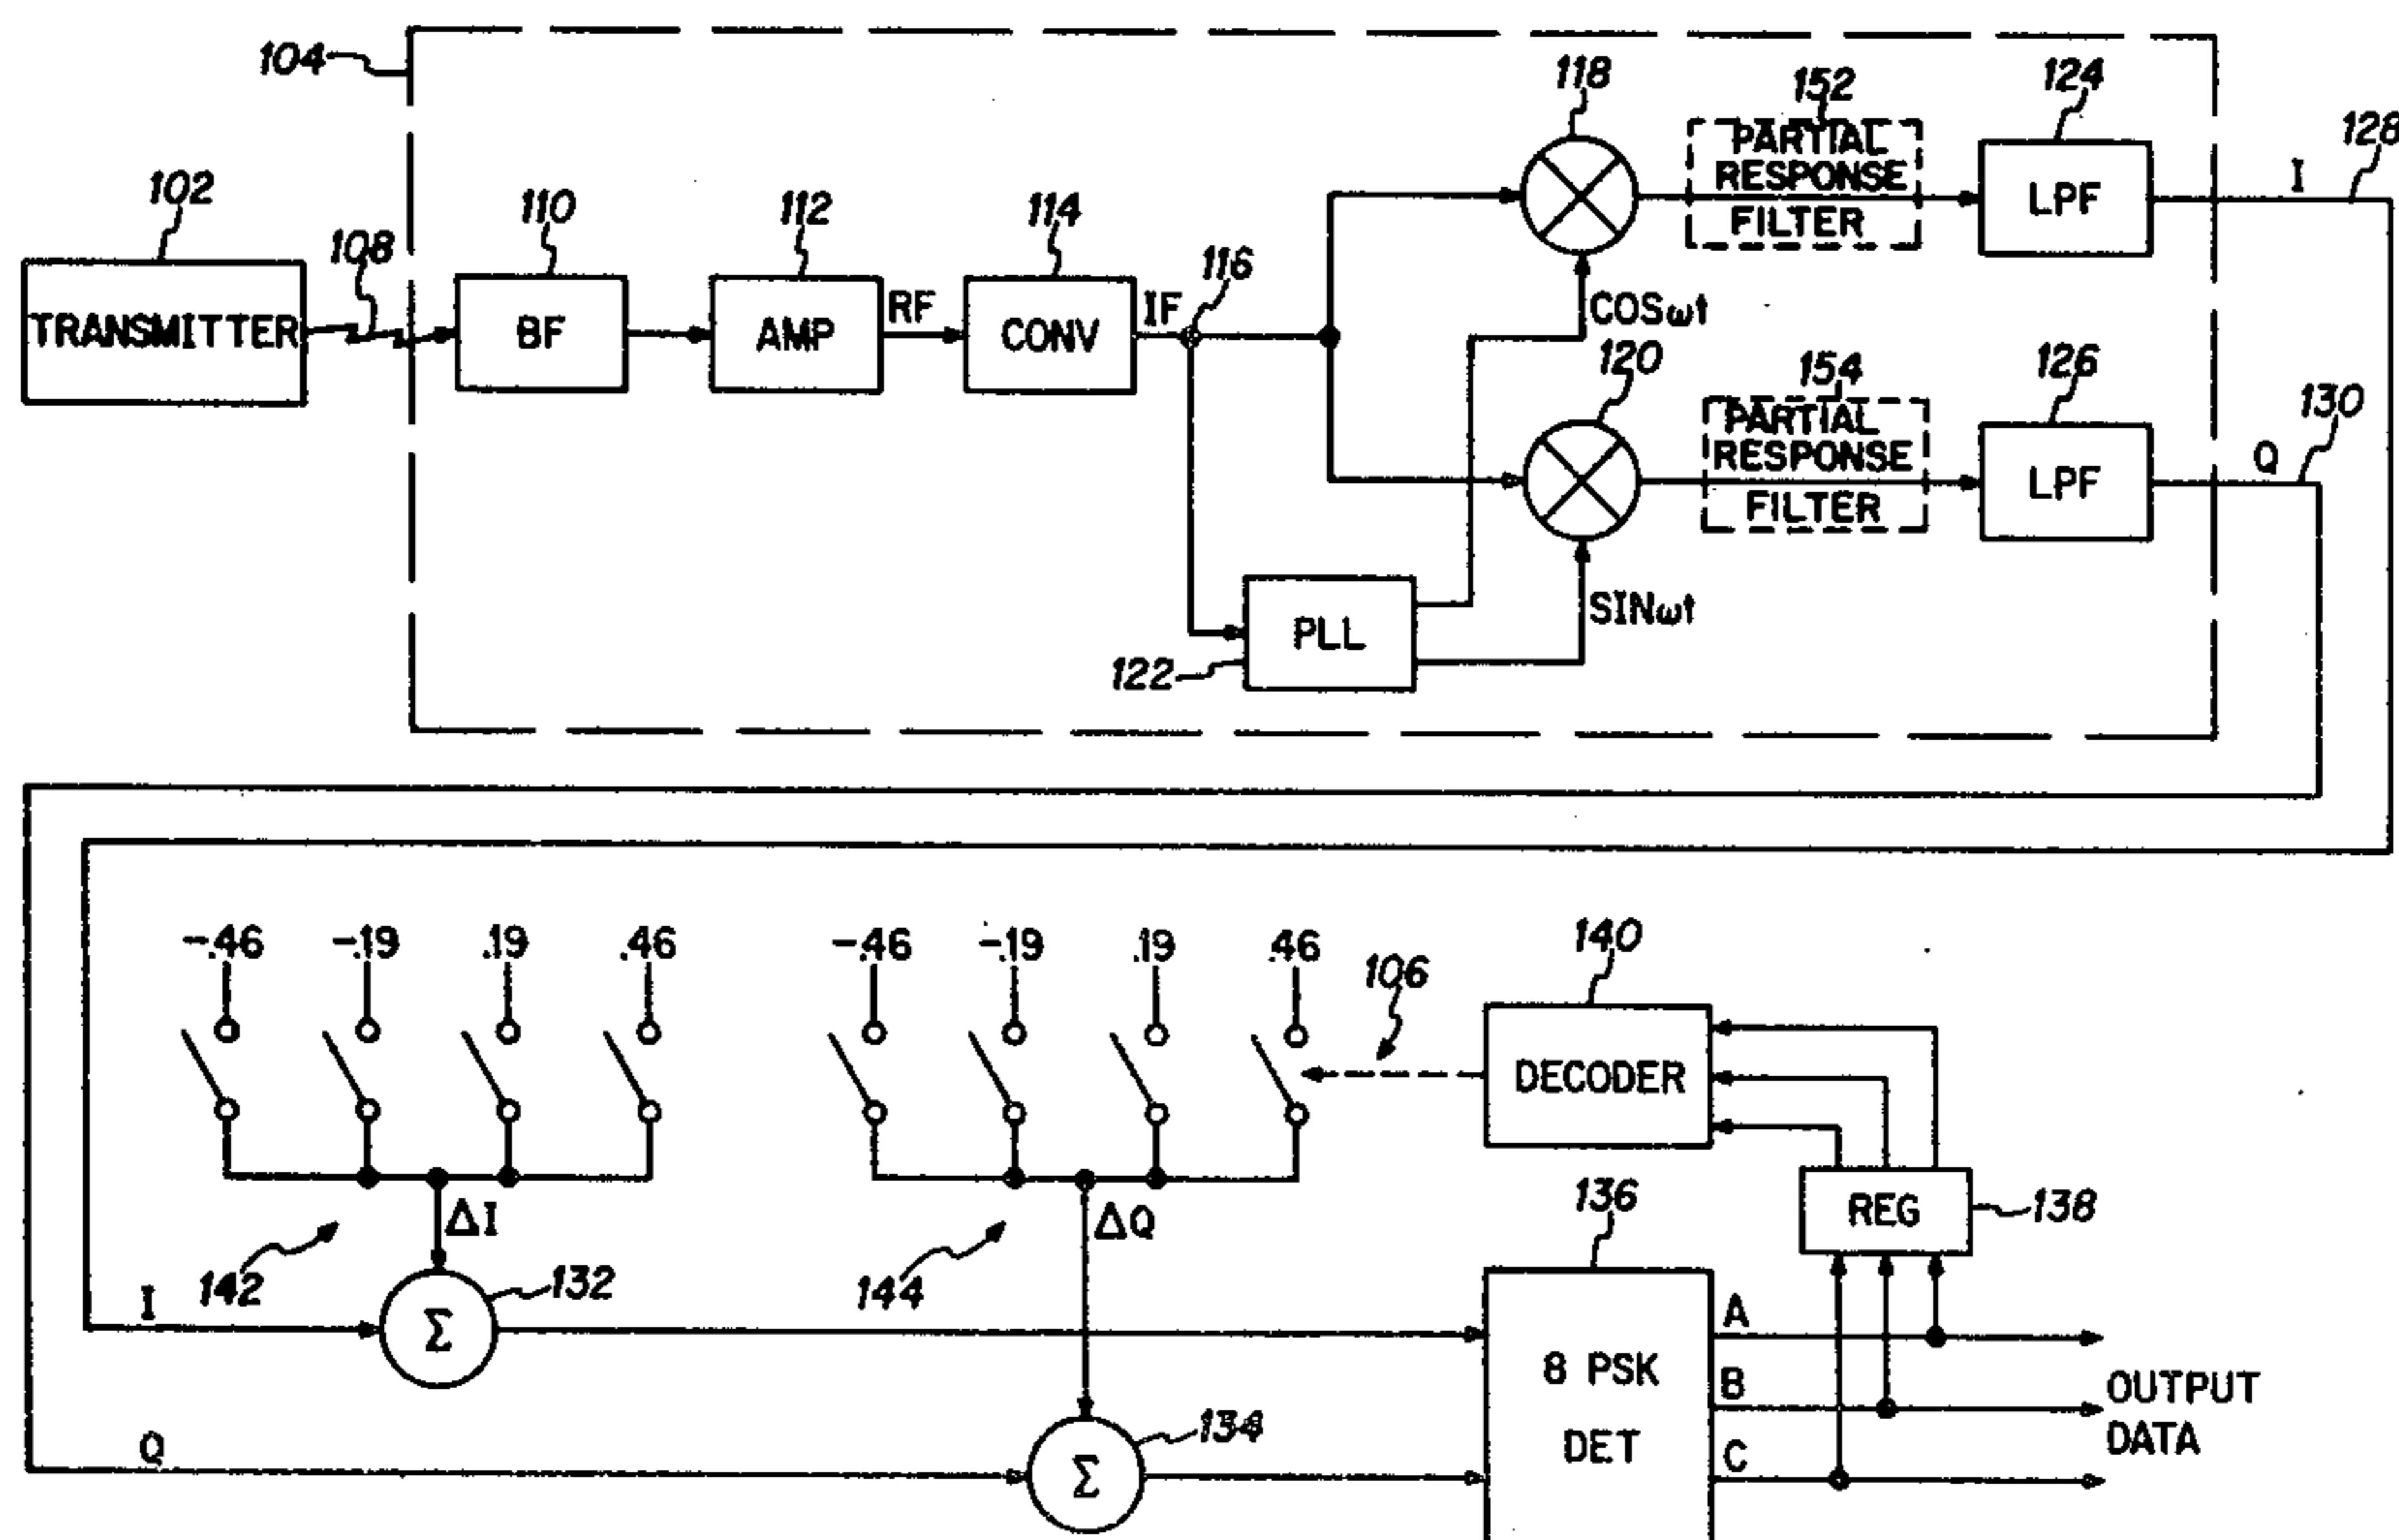 104
118
152
124
128
PARTIAL
RESPONSE
FILTER
LPF
I
102
108
110
112
114
116
TRANSMITTER
BF
AMP
RF
CONV
IF
COSωt
120
154
126
130
PARTIAL
RESPONSE
FILTER
LPF
Q
PLL
SINωt
122
-.46 -.19 .19 .46
-.46 -.19 .19 .46
106
140
DECODER
ΔI
ΔQ
136
REG
138
142
132
144
I
Σ
A
8 PSK
DET
B
OUTPUT
DATA
134
Q
Σ
C